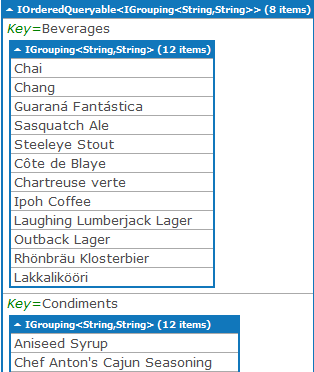 IOrderedQueryable<IGrouping<String,String>> (8 items)
Key=Beverages
IGrouping<String,String> (12 items)
Chai
Chang
Guaraná Fantástica
Sasquatch Ale
Steeleye Stout
Côte de Blaye
Chartreuse verte
Ipoh Coffee
Laughing Lumberjack Lager
Outback Lager
Rhönbräu Klosterbier
Lakkalikööri
Key=Condiments
IGrouping<String,String> (12 items)
Aniseed Syrup
Chef Anton's Cajun Seasoning